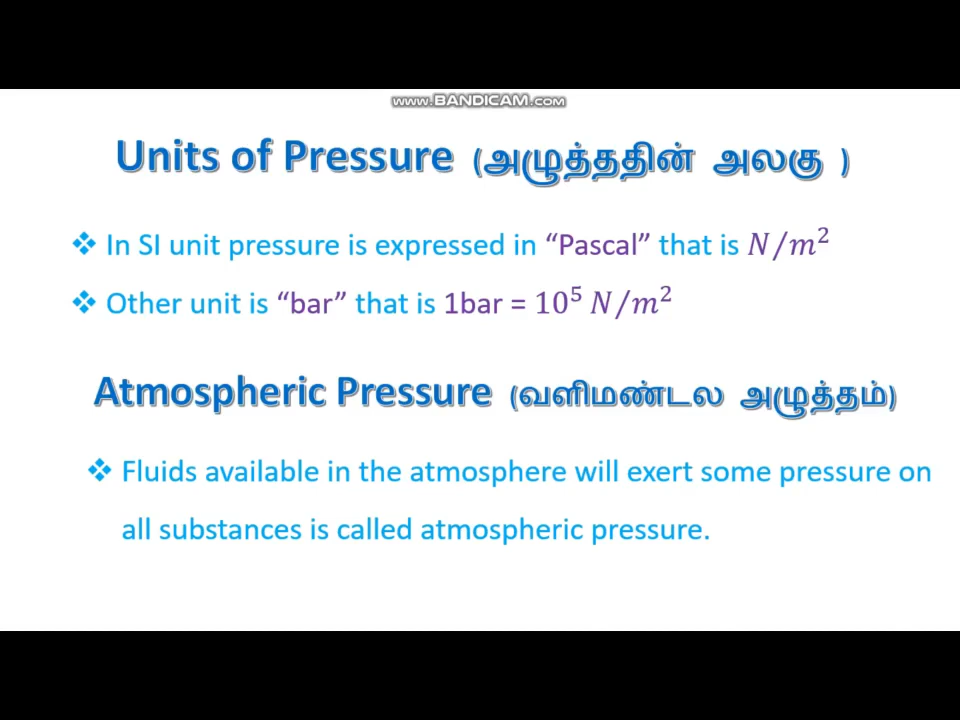 www.BANDICAM.com
Units of Pressure (அழுத்ததின் அலகு )
❖ In SI unit pressure is expressed in “Pascal” that is N/m²
❖ Other unit is “bar” that is 1bar = 10⁵ N/m²
Atmospheric Pressure (வளிமண்டல அழுத்தம்)
❖ Fluids available in the atmosphere will exert some pressure on
all substances is called atmospheric pressure.